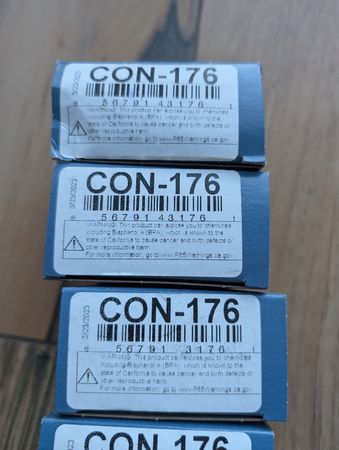 CON-176
3/23/2023
6 56791 43176 1
WARNING: This product can expose you to chemicals
including Bisphenol A (BPA), which is known to the
state of California to cause cancer and birth defects or
other reproductive harm.
For more information, go to www.P65Warnings.ca.gov
CON-176
3/23/2023
6 56791 43176 1
WARNING: This product can expose you to chemicals
including Bisphenol A (BPA), which is known to the
state of California to cause cancer and birth defects or
other reproductive harm.
For more information, go to www.P65Warnings.ca.gov
CON-176
3/23/2023
6 56791 3176 1
WARNING: This product can expose you to chemicals
including Bisphenol A (BPA), which is known to the
state of California to cause cancer and birth defects or
other reproductive harm.
For more information, go to www.P65Warnings.ca.gov
CON-176